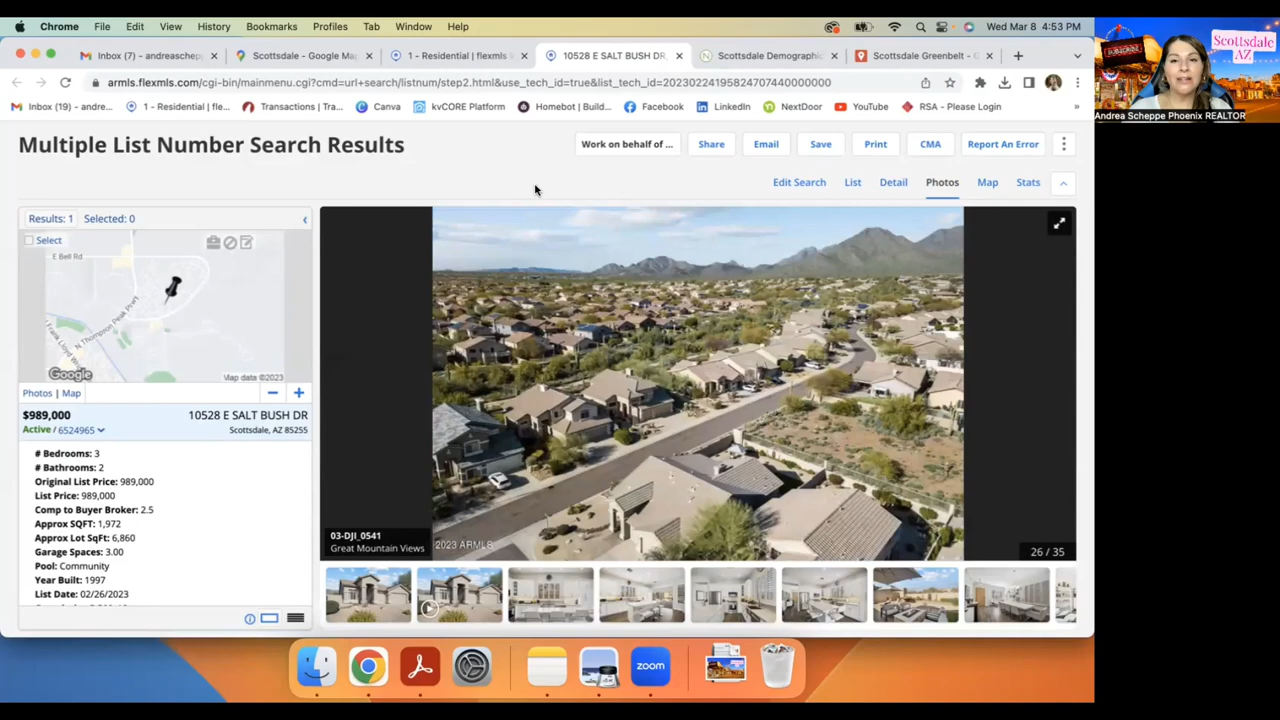 Chrome File Edit View History Bookmarks Profiles Tab Window Help Wed Mar 8 4:53 PM
Inbox (7) - andreaschepp Scottsdale - Google Ma 1 - Residential | flexmls 10528 E SALT BUSH DR, Scottsdale Demographic Scottsdale Greenbelt - G
armls.flexmls.com/cgi-bin/mainmenu.cgi?cmd=url+search/listnum/step2.html&use_tech_id=true&list_tech_id=20230224195824707440000000
Inbox (19) - andre... 1 - Residential | fle... Transactions | Tra... Canva kvCORE Platform Homebot | Build... Facebook LinkedIn NextDoor YouTube RSA - Please Login »
SUBSCRIBE
Scottsdale
AZ
Andrea Scheppe Phoenix REALTOR
Multiple List Number Search Results
Work on behalf of ... Share Email Save Print CMA Report An Error
Edit Search List Detail Photos Map Stats
Results: 1 Selected: 0
Select
E Bell Rd
N Thompson Peak Pkwy
Frank Lloyd Wri
Google
Map data ©2023
Photos | Map
$989,000 10528 E SALT BUSH DR
Active / 6524965 Scottsdale, AZ 85255
# Bedrooms: 3
# Bathrooms: 2
Original List Price: 989,000
List Price: 989,000
Comp to Buyer Broker: 2.5
Approx SQFT: 1,972
Approx Lot SqFt: 6,860
Garage Spaces: 3.00
Pool: Community
Year Built: 1997
List Date: 02/26/2023
03-DJI_0541
Great Mountain Views
2023 ARMLS
26 / 35
zoom